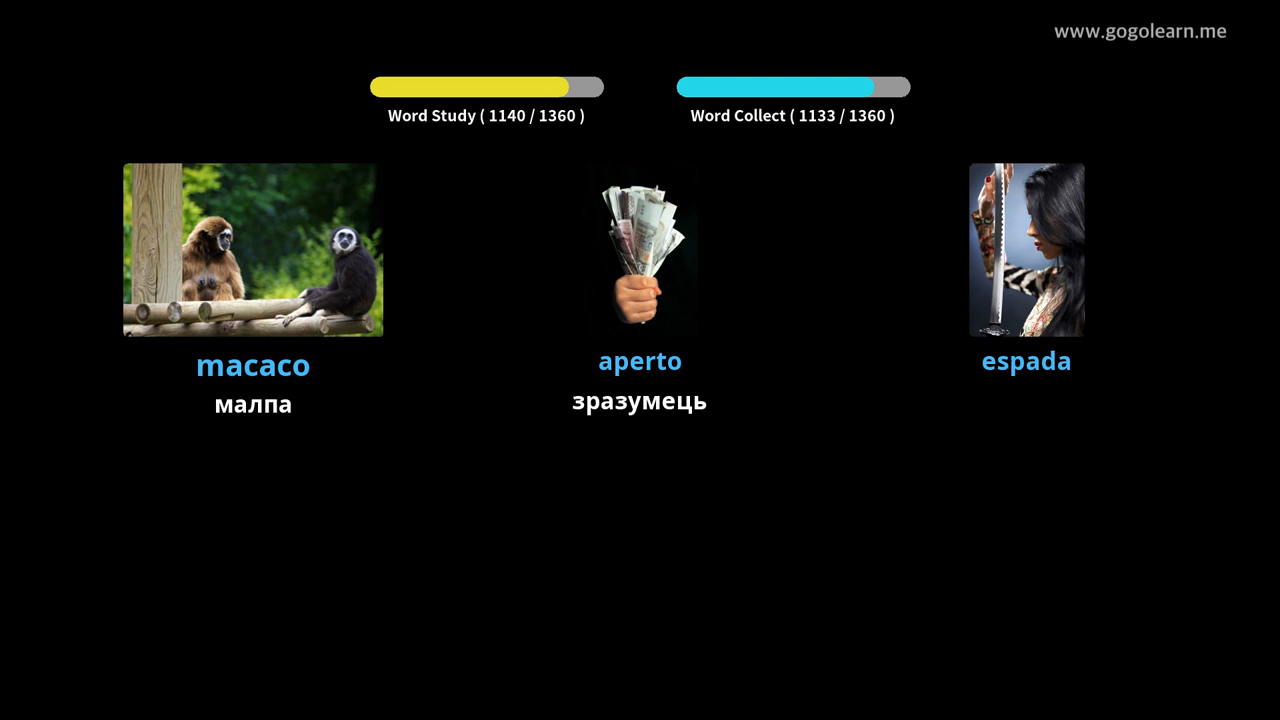 www.gogolearn.me
Word Study ( 1140 / 1360 )
Word Collect ( 1133 / 1360 )
macaco
малпа
aperto
зразумець
espada